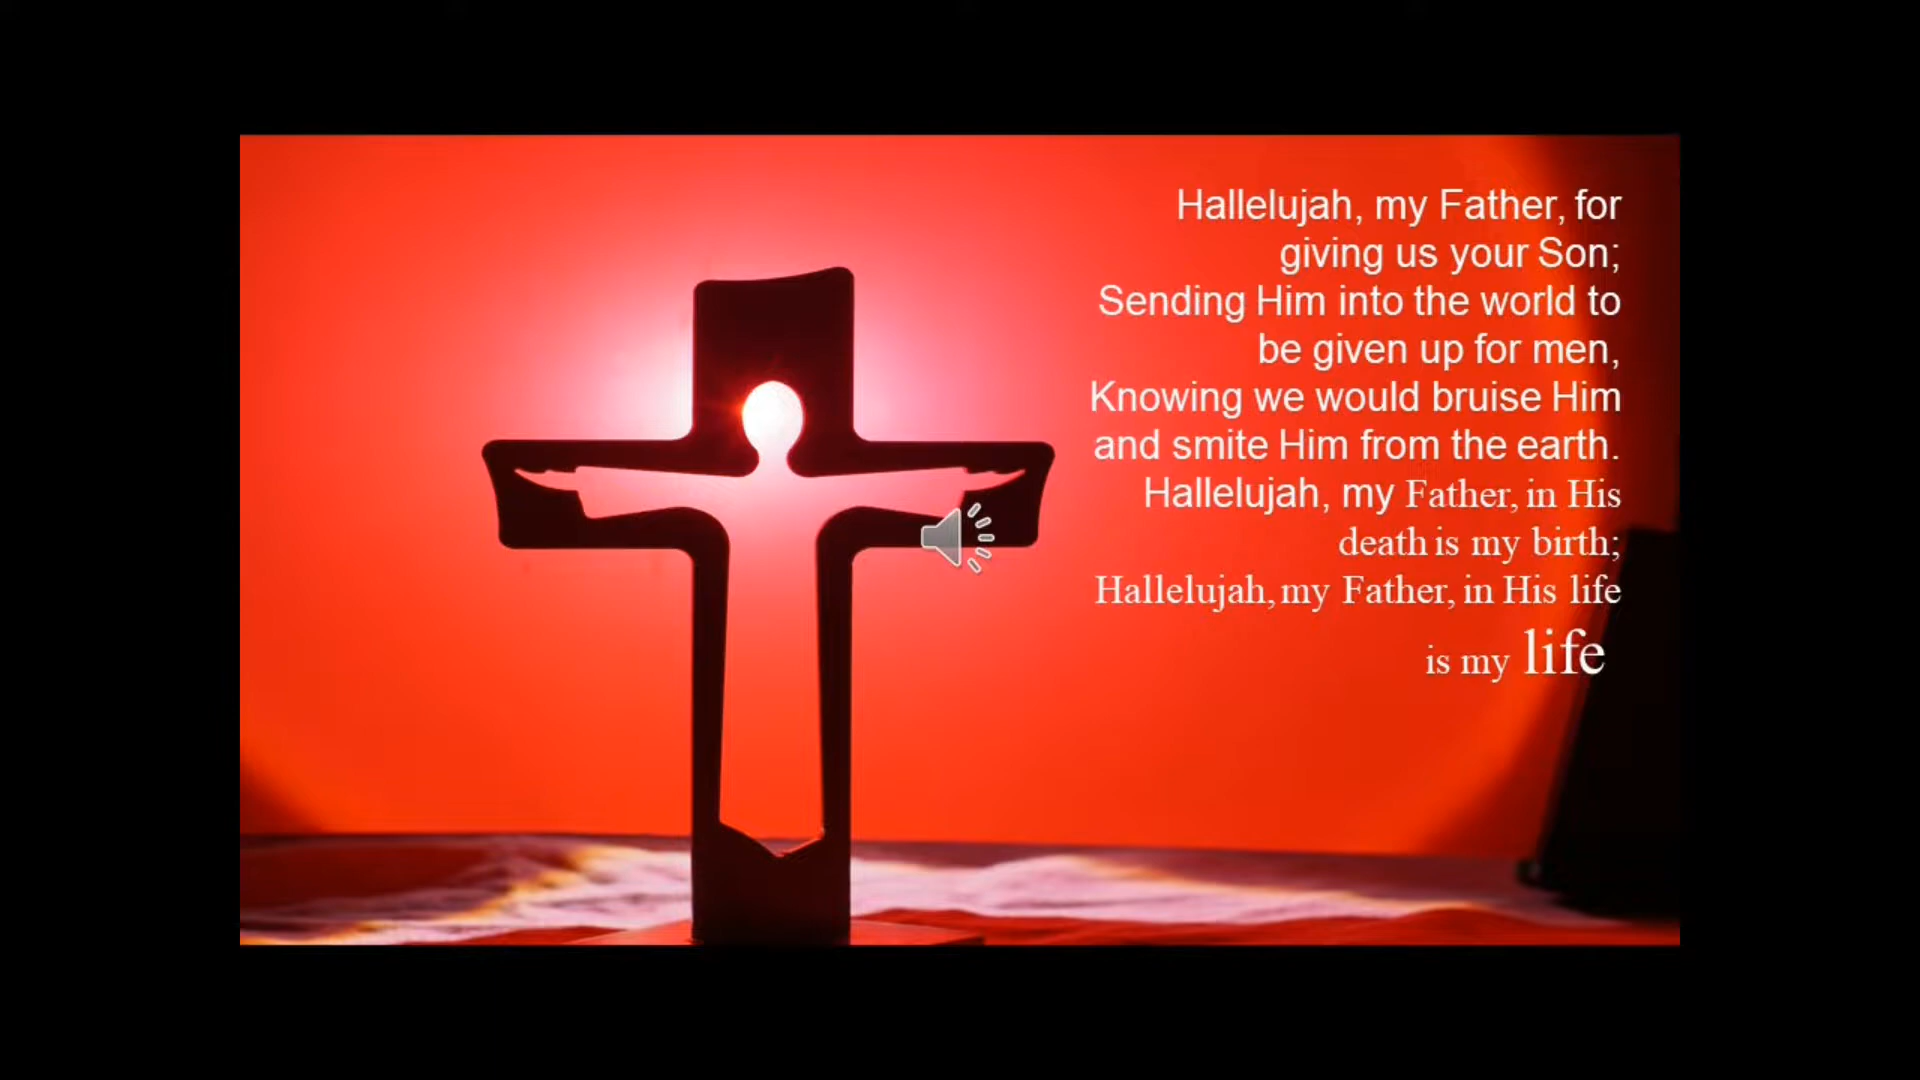 Hallelujah, my Father, for
giving us your Son;
Sending Him into the world to
be given up for men,
Knowing we would bruise Him
and smite Him from the earth.
Hallelujah, my Father, in His
death is my birth;
Hallelujah, my Father, in His life
is my life